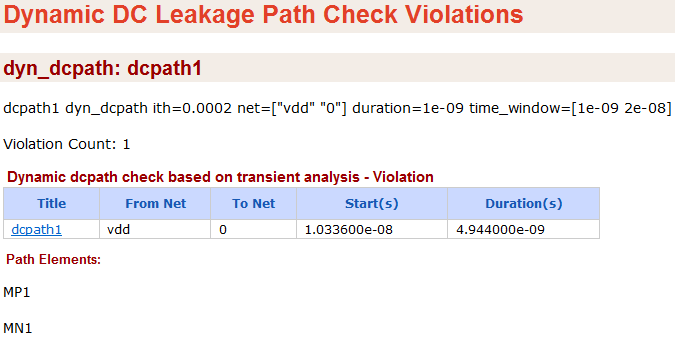 Dynamic DC Leakage Path Check Violations
dyn_dcpath: dcpath1
dcpath1 dyn_dcpath ith=0.0002 net=["vdd" "0"] duration=1e-09 time_window=[1e-09 2e-08]
Violation Count: 1
Dynamic dcpath check based on transient analysis - Violation
Title From Net To Net Start(s) Duration(s)
dcpath1 vdd 0 1.033600e-08 4.944000e-09
Path Elements:
MP1
MN1